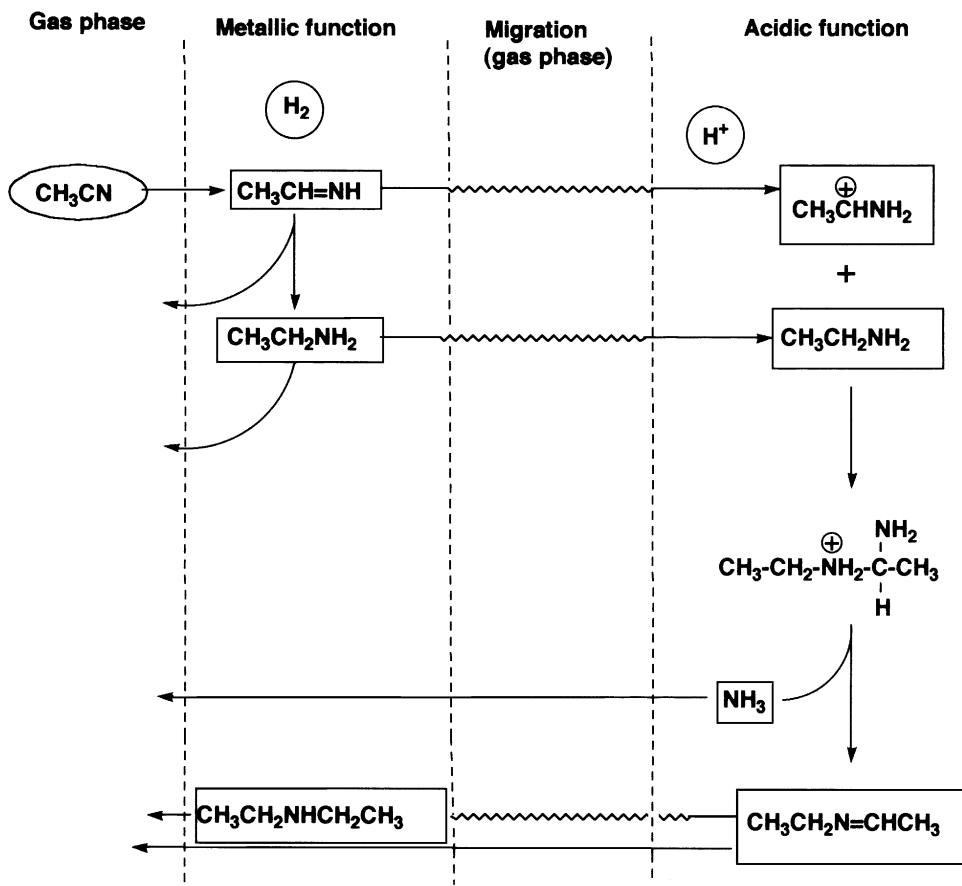 Gas phase
Metallic function
Migration
(gas phase)
Acidic function
H₂
H⁺
CH₃CN
CH₃CH=NH
⊕
CH₃CHNH₂
+
CH₃CH₂NH₂
CH₃CH₂NH₂
NH₂
⊕
CH₃-CH₂-NH₂-C-CH₃
H
NH₃
CH₃CH₂NHCH₂CH₃
CH₃CH₂N=CHCH₃